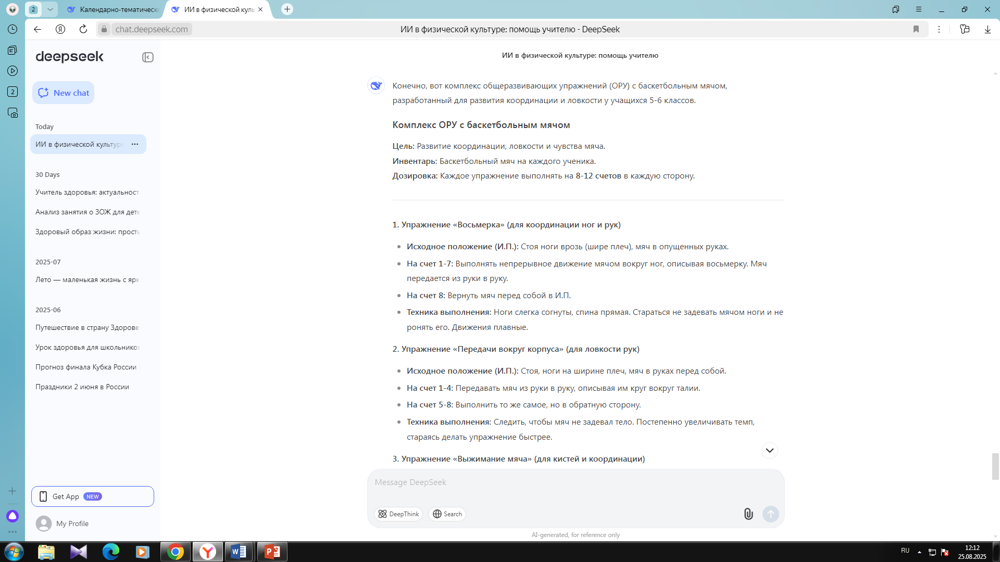 2
Календарно-тематическо
ИИ в физической куль
chat.deepseek.com
ИИ в физической культуре: помощь учителю - DeepSeek
2
deepseek
New chat
Today
ИИ в физической культуре
30 Days
Учитель здоровья: актуальност
Анализ занятия о ЗОЖ для дете
Здоровый образ жизни: прость
2025-07
Лето — маленькая жизнь с ярк
2025-06
Путешествие в страну Здорове
Урок здоровья для школьников
Прогноз финала Кубка России
Праздники 2 июня в России
Get App NEW
My Profile
ИИ в физической культуре: помощь учителю
Конечно, вот комплекс общеразвивающих упражнений (ОРУ) с баскетбольным мячом,
разработанный для развития координации и ловкости у учащихся 5-6 классов.
Комплекс ОРУ с баскетбольным мячом
Цель: Развитие координации, ловкости и чувства мяча.
Инвентарь: Баскетбольный мяч на каждого ученика.
Дозировка: Каждое упражнение выполнять на 8-12 счетов в каждую сторону.
1. Упражнение «Восьмерка» (для координации ног и рук)
Исходное положение (И.П.): Стоя ноги врозь (шире плеч), мяч в опущенных руках.
На счет 1-7: Выполнять непрерывное движение мячом вокруг ног, описывая восьмерку. Мяч
передается из руки в руку.
На счет 8: Вернуть мяч перед собой в И.П.
Техника выполнения: Ноги слегка согнуты, спина прямая. Стараться не задевать мячом ноги и не
ронять его. Движения плавные.
2. Упражнение «Передачи вокруг корпуса» (для ловкости рук)
Исходное положение (И.П.): Стоя, ноги на ширине плеч, мяч в руках перед собой.
На счет 1-4: Передавать мяч из руки в руку, описывая им круг вокруг талии.
На счет 5-8: Выполнить то же самое, но в обратную сторону.
Техника выполнения: Следить, чтобы мяч не задевал тело. Постепенно увеличивать темп,
стараясь делать упражнение быстрее.
3. Упражнение «Выжимание мяча» (для кистей и координации)
Message DeepSeek
DeepThink
Search
AI-generated, for reference only
RU
12:12
25.08.2025